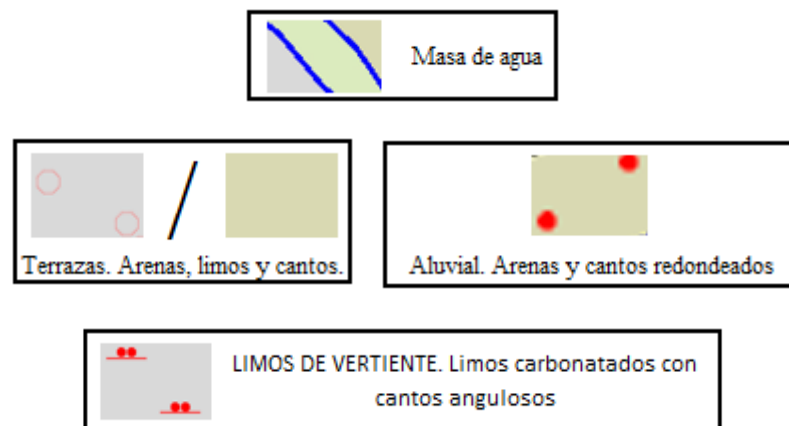 Masa de agua
Terrazas. Arenas, limos y cantos.
Aluvial. Arenas y cantos redondeados
LIMOS DE VERTIENTE. Limos carbonatados con
cantos angulosos